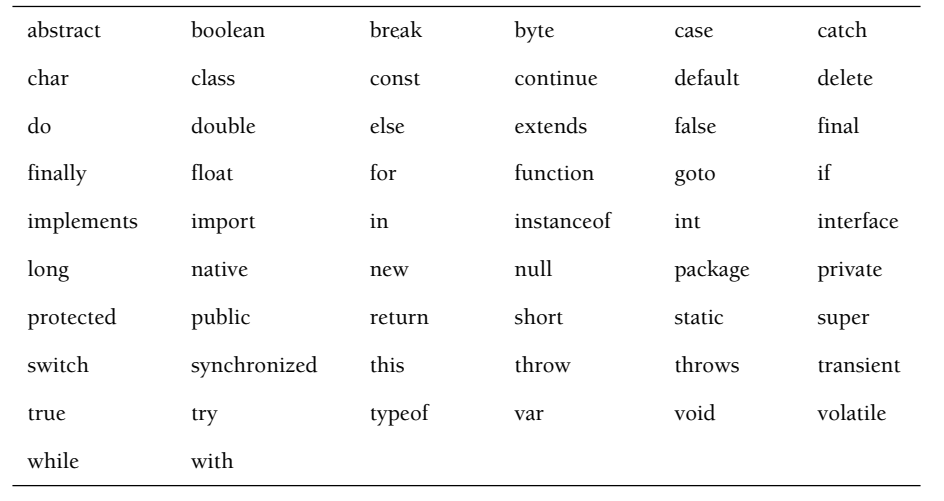 abstract boolean break byte case catch
char class const continue default delete
do double else extends false final
finally float for function goto if
implements import in instanceof int interface
long native new null package private
protected public return short static super
switch synchronized this throw throws transient
true try typeof var void volatile
while with